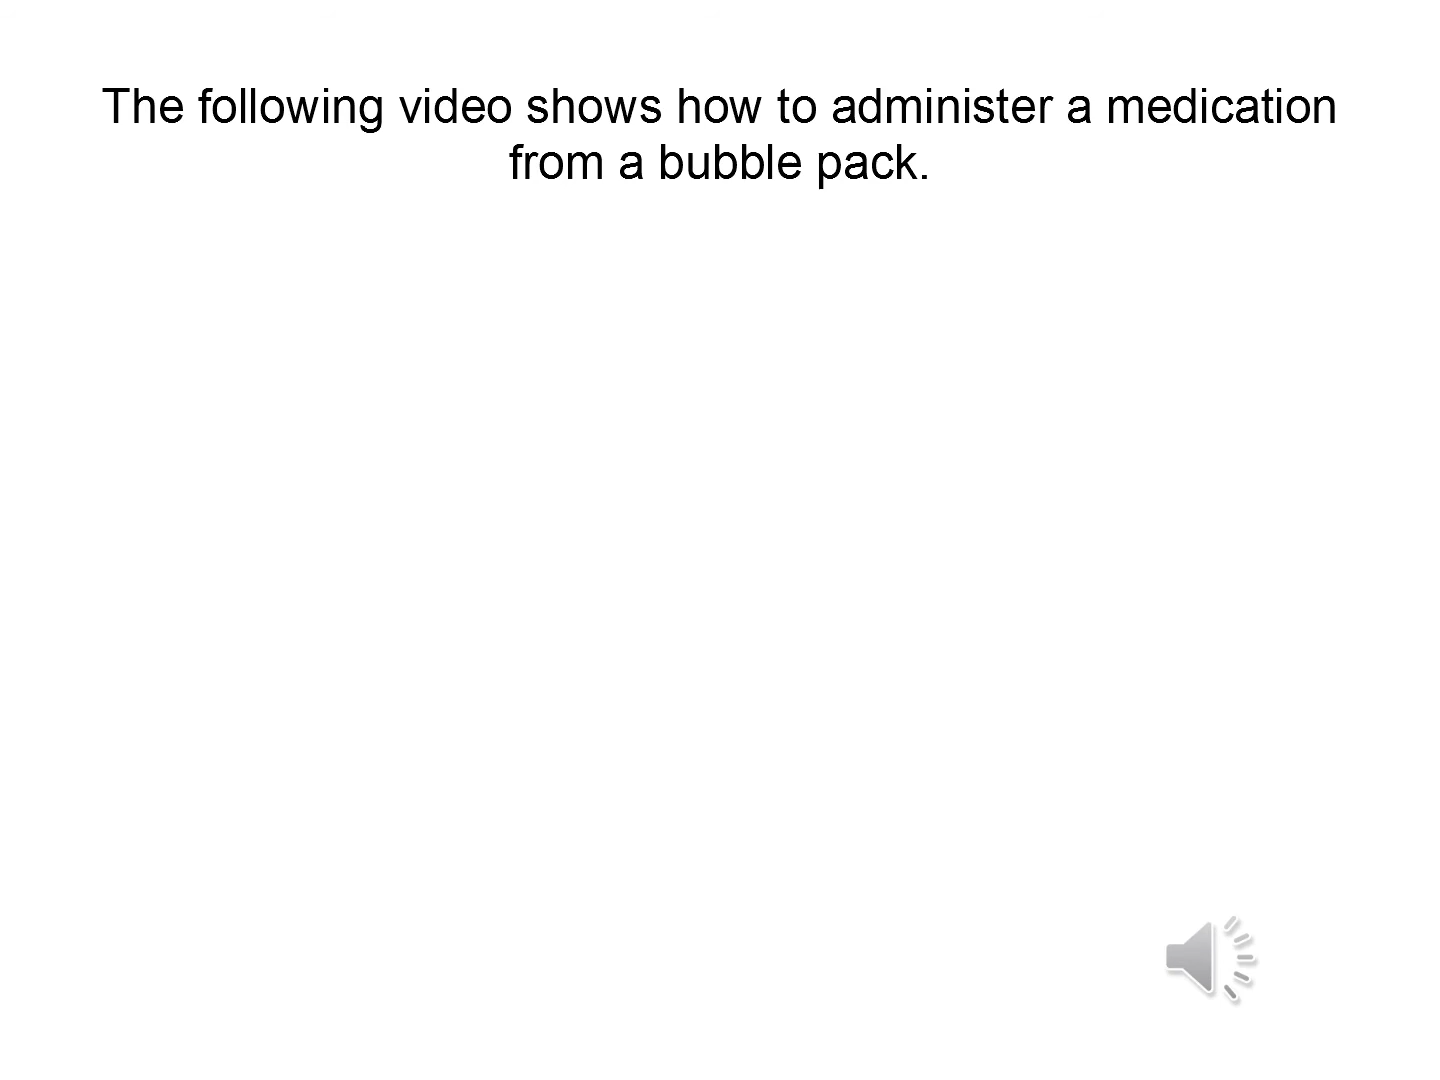 The following video shows how to administer a medication
from a bubble pack.